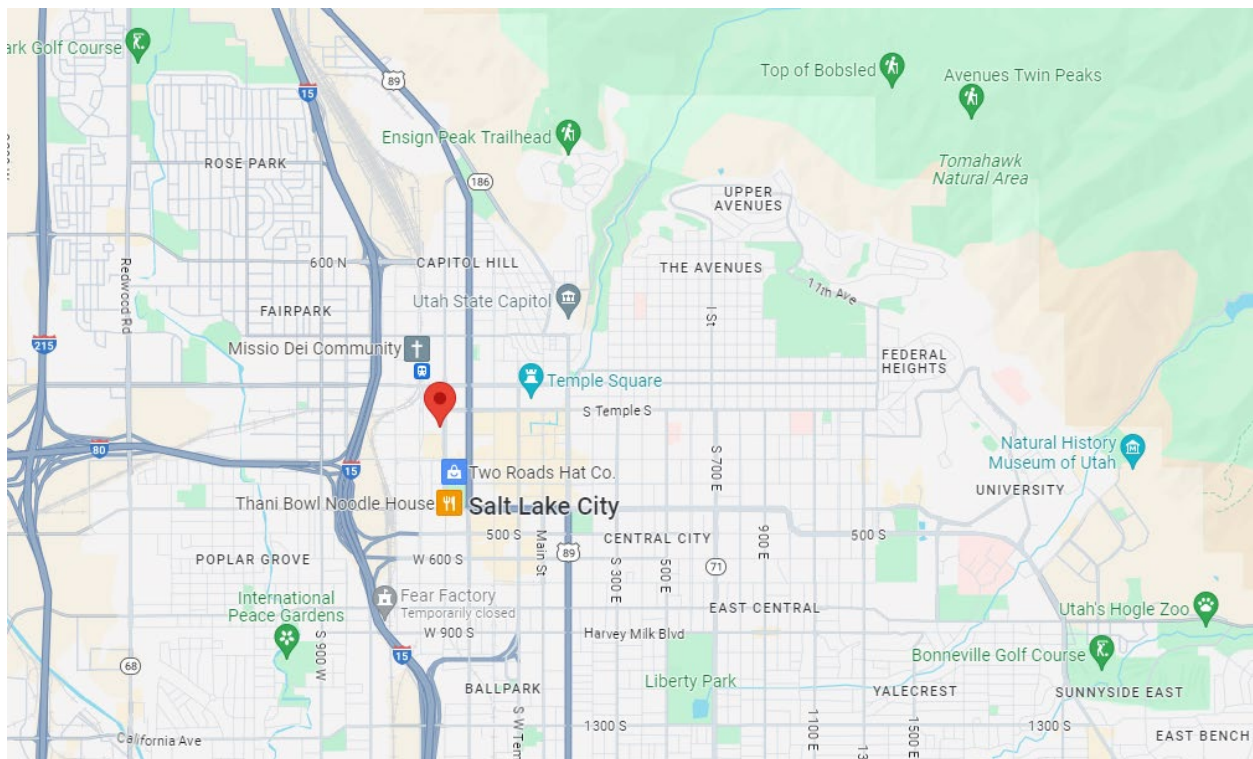 ark Golf Course
89
15
Top of Bobsled
Avenues Twin Peaks
Ensign Peak Trailhead
ROSE PARK
Tomahawk
Natural Area
186
UPPER
AVENUES
600 N
CAPITOL HILL
THE AVENUES
Redwood Rd
11th Ave
Utah State Capitol
FAIRPARK
I St
215
Missio Dei Community
FEDERAL
HEIGHTS
Temple Square
S Temple S
80
15
Natural History
Museum of Utah
S 700 E
Two Roads Hat Co.
UNIVERSITY
Thani Bowl Noodle House
Salt Lake City
500 S
Main St
CENTRAL CITY
900 E
500 S
89
POPLAR GROVE
W 600 S
S 300 E
500 E
71
International
Peace Gardens
Fear Factory
Temporarily closed
EAST CENTRAL
Utah's Hogle Zoo
S 900 W
W 900 S
Harvey Milk Blvd
15
Bonneville Golf Course
68
BALLPARK
Liberty Park
YALECREST
SUNNYSIDE EAST
S W Tem
1300 S
1100 E
13
1500 E
1300 S
EAST BENCH
California Ave